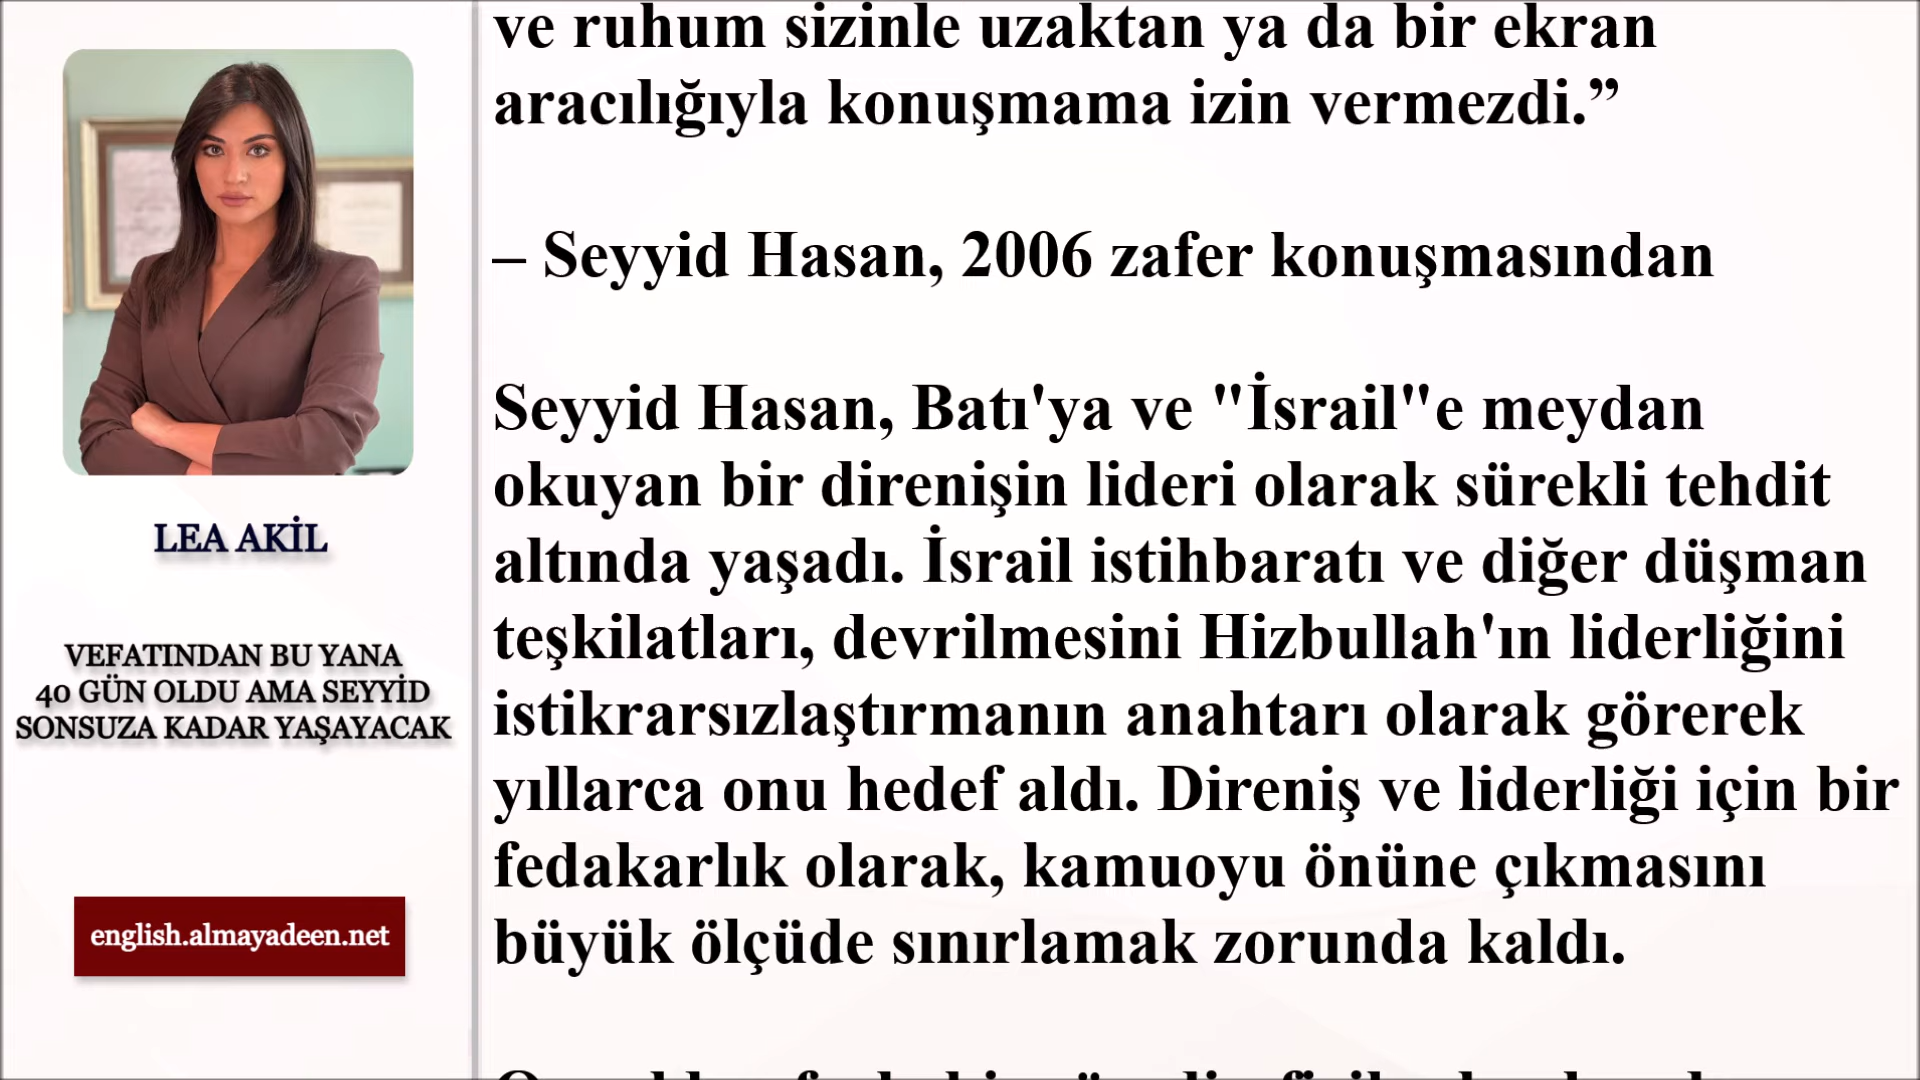 LEA AKİL
VEFATINDAN BU YANA
40 GÜN OLDU AMA SEYYİD
SONSUZA KADAR YAŞAYACAK
english.almayadeen.net
ve ruhum sizinle uzaktan ya da bir ekran
aracılığıyla konuşmama izin vermezdi.”
– Seyyid Hasan, 2006 zafer konuşmasından
Seyyid Hasan, Batı'ya ve "İsrail"e meydan
okuyan bir direnişin lideri olarak sürekli tehdit
altında yaşadı. İsrail istihbaratı ve diğer düşman
teşkilatları, devrilmesini Hizbullah'ın liderliğini
istikrarsızlaştırmanın anahtarı olarak görerek
yıllarca onu hedef aldı. Direniş ve liderliği için bir
fedakarlık olarak, kamuoyu önüne çıkmasını
büyük ölçüde sınırlamak zorunda kaldı.